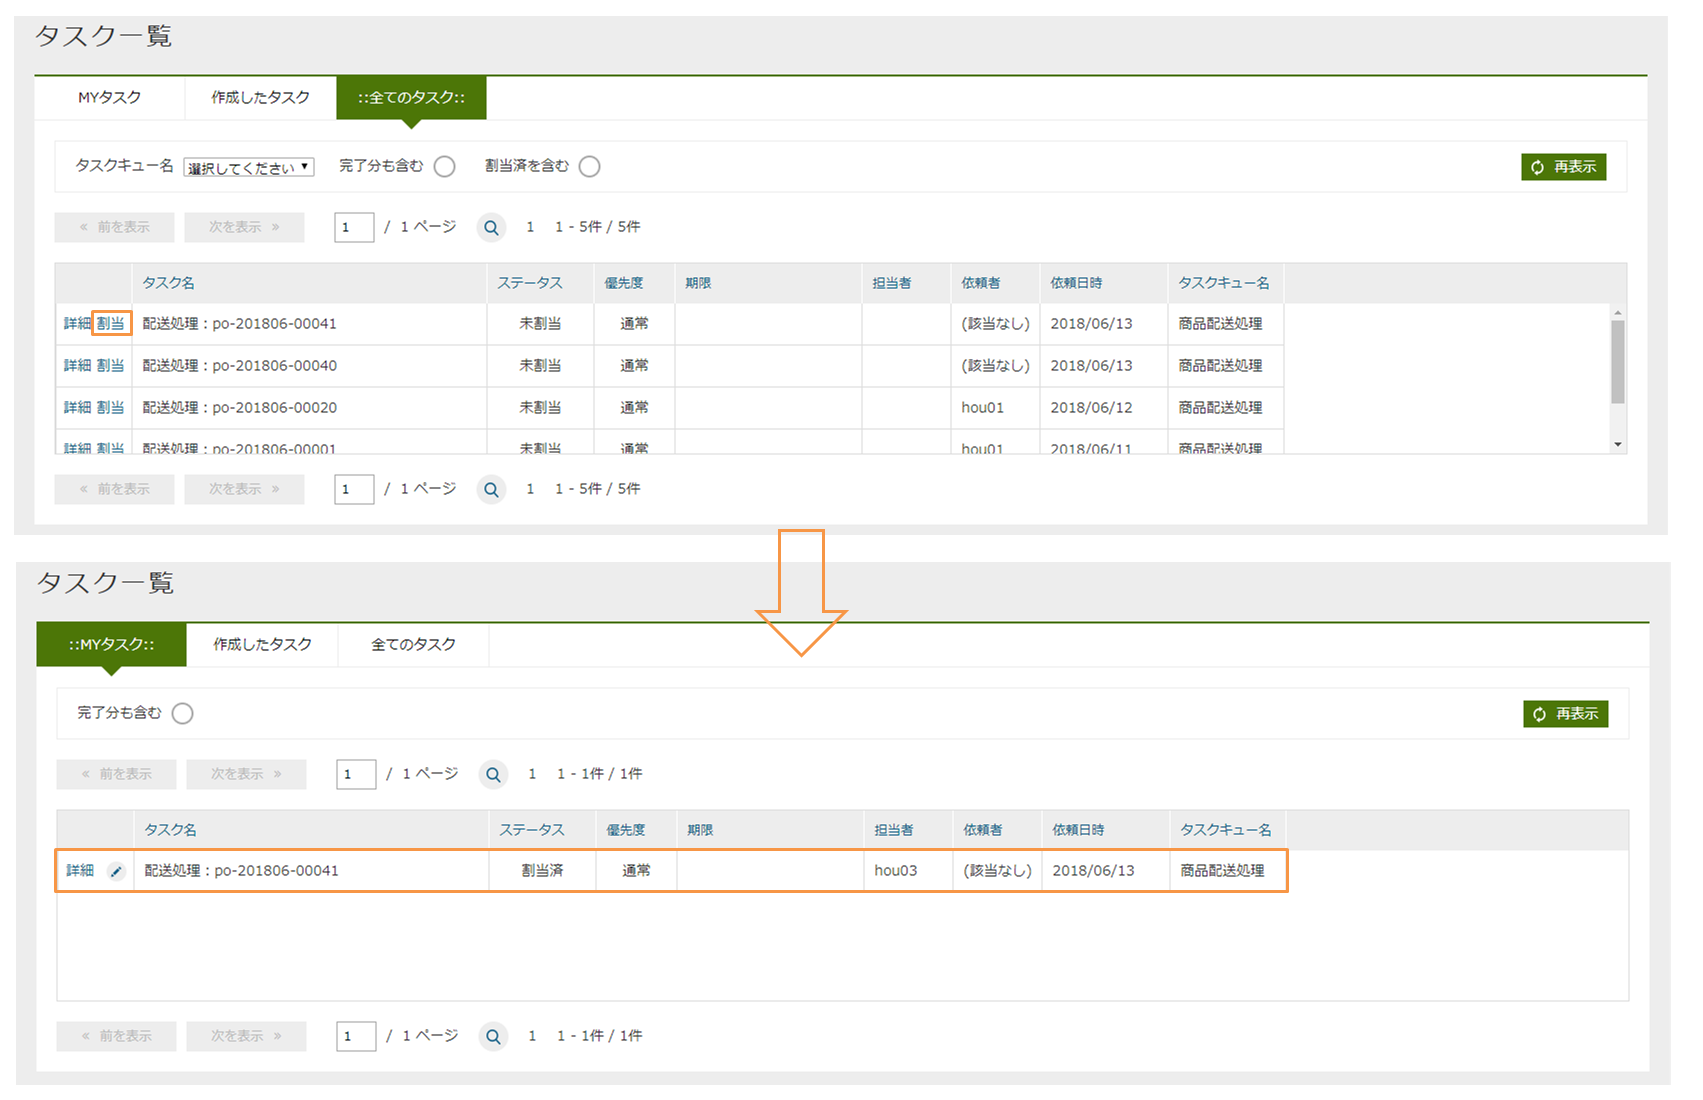 タスク一覧
MYタスク 作成したタスク ::全てのタスク::
タスクキュー名 選択してください ▼ 完了分も含む 割当済を含む 再表示
« 前を表示 次を表示 » 1 / 1 ページ 1 1 - 5件 / 5件
タスク名 ステータス 優先度 期限 担当者 依頼者 依頼日時 タスクキュー名
詳細 割当 配送処理：po-201806-00041 未割当 通常 (該当なし) 2018/06/13 商品配送処理
詳細 割当 配送処理：po-201806-00040 未割当 通常 (該当なし) 2018/06/13 商品配送処理
詳細 割当 配送処理：po-201806-00020 未割当 通常 hou01 2018/06/12 商品配送処理
詳細 割当 配送処理：po-201806-00001 未割当 通常 hou01 2018/06/11 商品配送処理
« 前を表示 次を表示 » 1 / 1 ページ 1 1 - 5件 / 5件
タスク一覧
::MYタスク:: 作成したタスク 全てのタスク
完了分も含む 再表示
« 前を表示 次を表示 » 1 / 1 ページ 1 1 - 1件 / 1件
タスク名 ステータス 優先度 期限 担当者 依頼者 依頼日時 タスクキュー名
詳細 配送処理：po-201806-00041 割当済 通常 hou03 (該当なし) 2018/06/13 商品配送処理
« 前を表示 次を表示 » 1 / 1 ページ 1 1 - 1件 / 1件